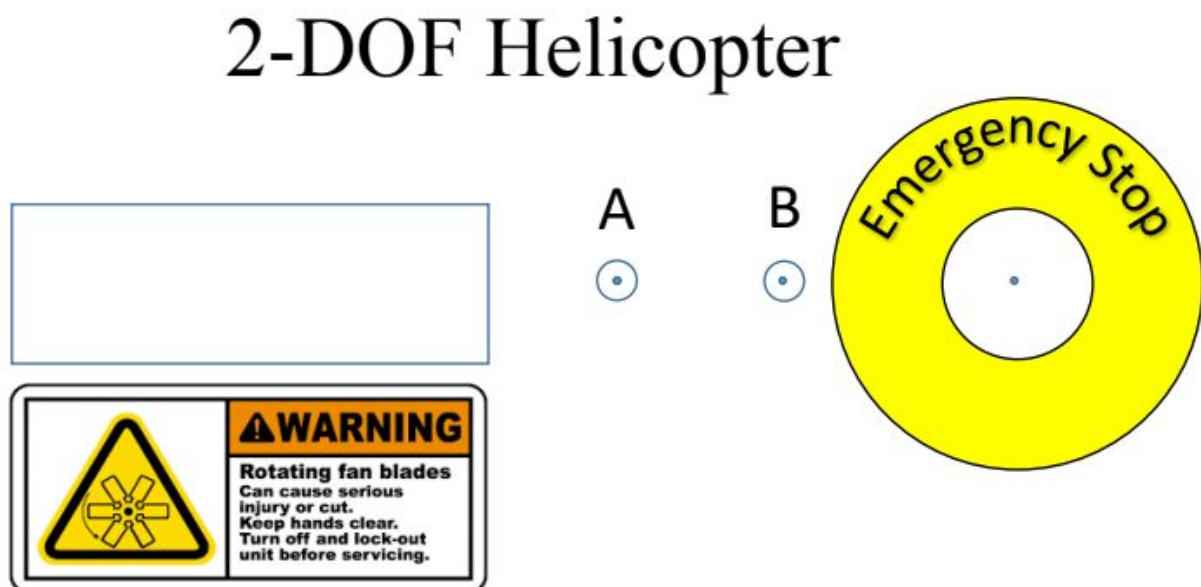 2-DOF Helicopter
A
B
Emergency Stop
WARNING
Rotating fan blades
Can cause serious
injury or cut.
Keep hands clear.
Turn off and lock-out
unit before servicing.